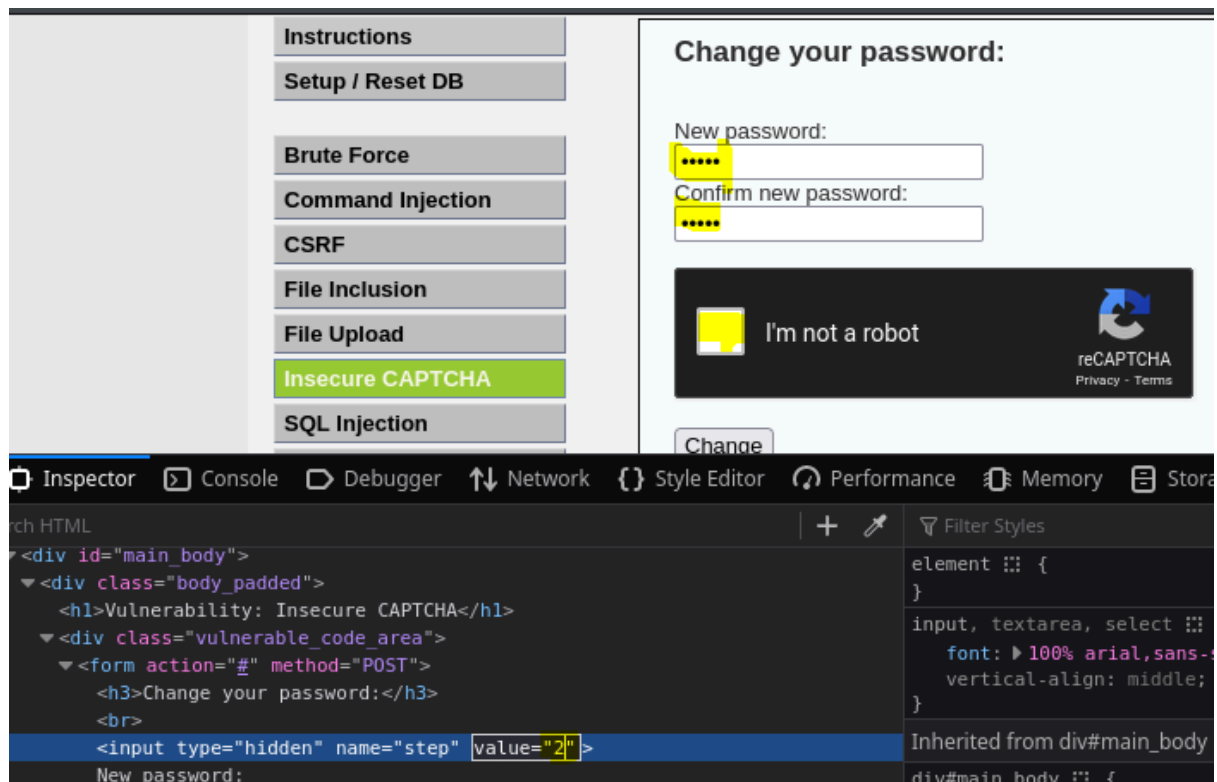 Instructions
Setup / Reset DB
Brute Force
Command Injection
CSRF
File Inclusion
File Upload
Insecure CAPTCHA
SQL Injection
Change your password:
New password:
•••••
Confirm new password:
•••••
I'm not a robot
reCAPTCHA
Privacy - Terms
Change
Inspector Console Debugger Network {} Style Editor Performance Memory Stora
rch HTML
<div id="main_body">
<div class="body_padded">
<h1>Vulnerability: Insecure CAPTCHA</h1>
<div class="vulnerable_code_area">
<form action="#" method="POST">
<h3>Change your password:</h3>
<br>
<input type="hidden" name="step" value="2">
New password:
Filter Styles
element {
}
input, textarea, select
font: 100% arial,sans-s
vertical-align: middle;
}
Inherited from div#main_body
div#main_body {